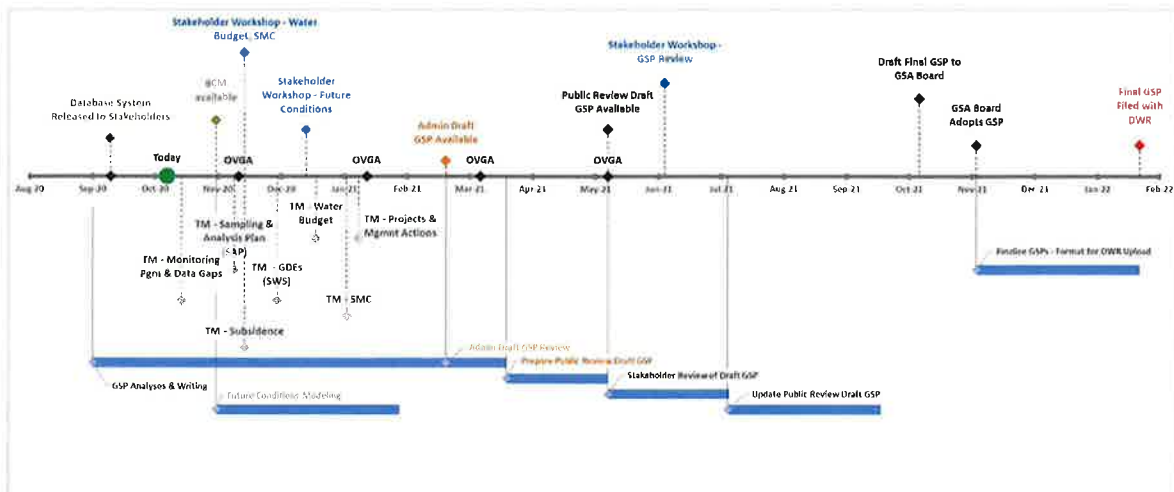 Stakeholder Workshop - Water
Budget, SMC
BCM
available
Database System
Released to Stakeholders
Stakeholder
Workshop - Future
Conditions
Admin Draft
GSP Available
Public Review Draft
GSP Available
Stakeholder Workshop -
GSP Review
Draft Final GSP to
GSA Board
GSA Board
Adopts GSP
Final GSP
Filed with
DWR
Today
OVGA
OVGA
OVGA
OVGA
Aug 20
Sep 20
Oct 20
Nov 20
Dec 20
Jan 21
Feb 21
Mar 21
Apr 21
May 21
Jun 21
Jul 21
Aug 21
Sep 21
Oct 21
Nov 21
Dec 21
Jan 22
Feb 22
TM - Monitoring
Pgm & Data Gaps
TM - Sampling &
Analysis Plan
(SAP)
TM - Subsidence
TM - GDEs
(SWS)
TM - Water
Budget
TM - SMC
TM - Projects &
Mgmnt Actions
Finalize GSPs - Format for DWR Upload
Admin Draft GSP Review
Prepare Public Review Draft GSP
GSP Analyses & Writing
Stakeholder Review of Draft GSP
Future Conditions Modeling
Update Public Review Draft GSP